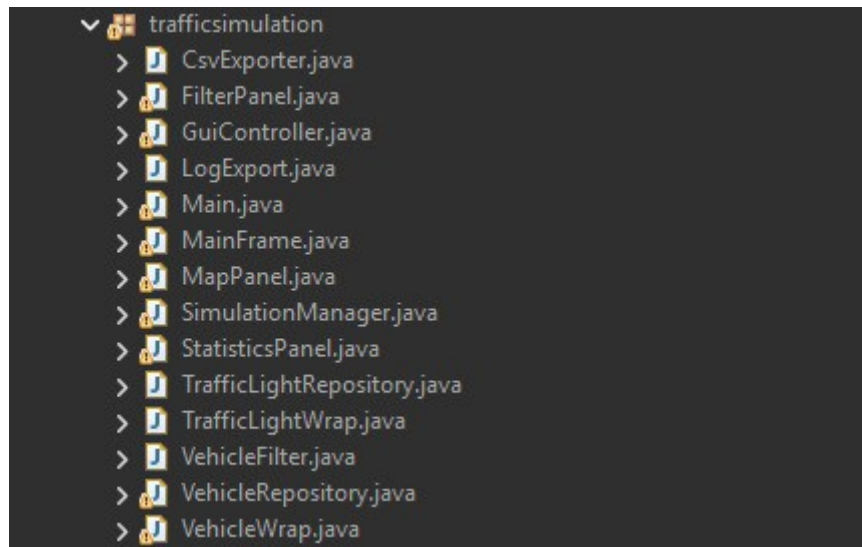 trafficsimulation
CsvExporter.java
FilterPanel.java
GuiController.java
LogExport.java
Main.java
MainFrame.java
MapPanel.java
SimulationManager.java
StatisticsPanel.java
TrafficLightRepository.java
TrafficLightWrap.java
VehicleFilter.java
VehicleRepository.java
VehicleWrap.java